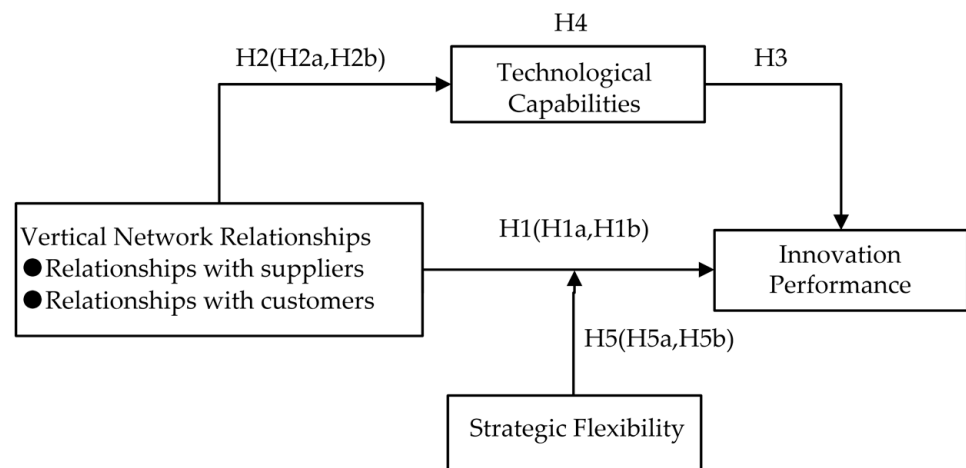 H4
H2(H2a,H2b)
Technological
Capabilities
H3
Vertical Network Relationships
●Relationships with suppliers
●Relationships with customers
H1(H1a,H1b)
Innovation
Performance
H5(H5a,H5b)
Strategic Flexibility